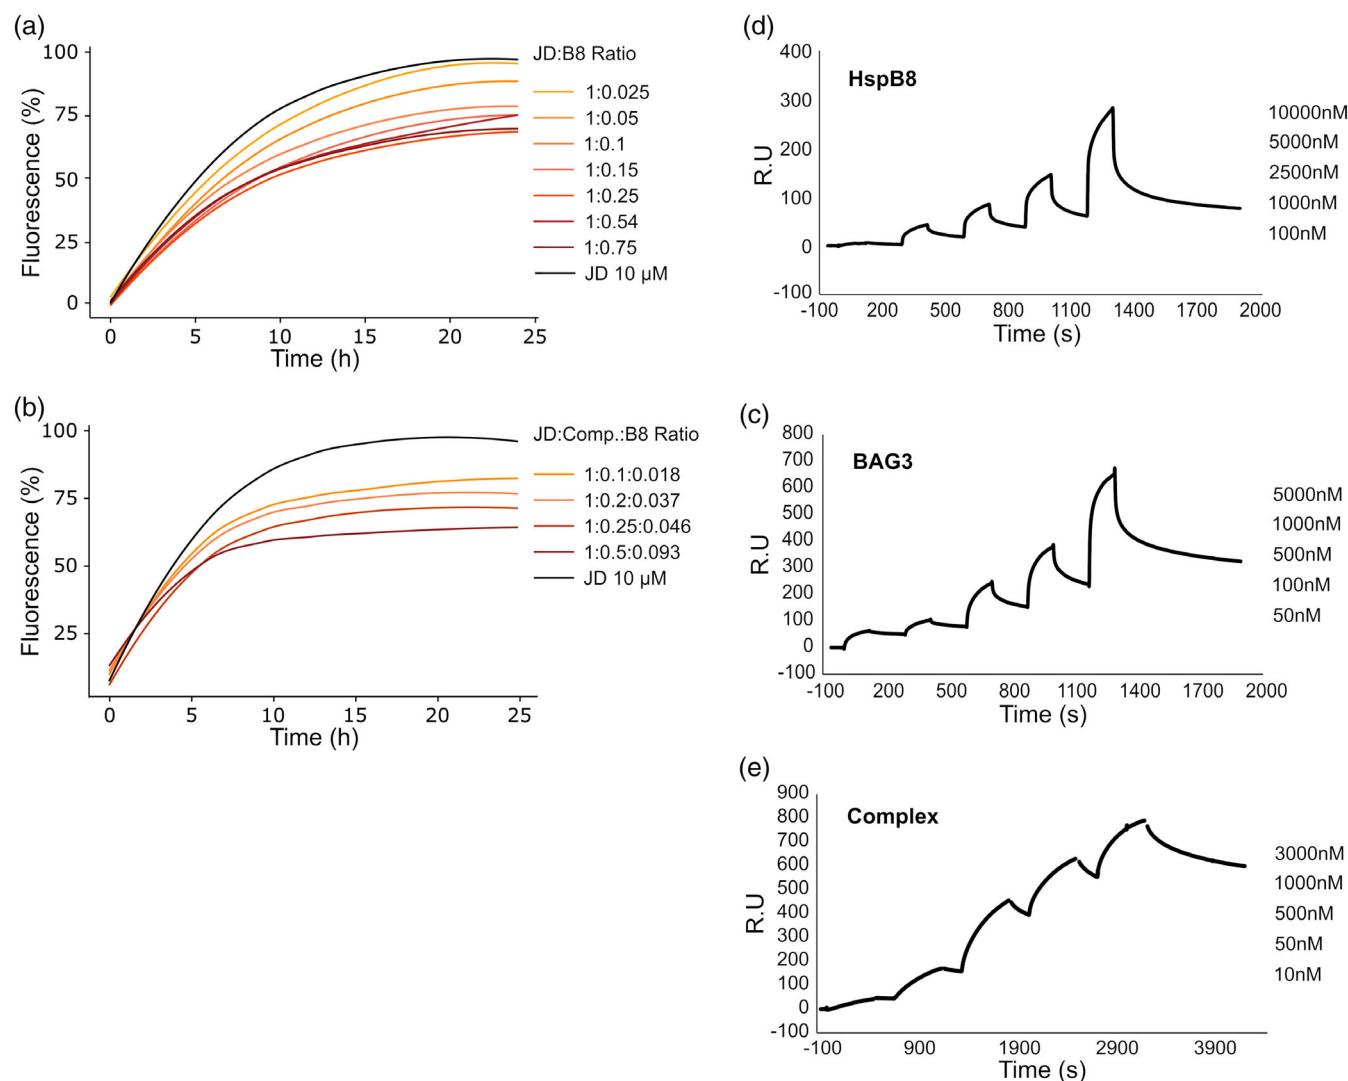 (a)
100
75
50
25
0
Fluorescence (%)
0 5 10 15 20 25
Time (h)
JD:B8 Ratio
1:0.025
1:0.05
1:0.1
1:0.15
1:0.25
1:0.54
1:0.75
JD 10 µM
(b)
100
75
50
25
Fluorescence (%)
0 5 10 15 20 25
Time (h)
JD:Comp.:B8 Ratio
1:0.1:0.018
1:0.2:0.037
1:0.25:0.046
1:0.5:0.093
JD 10 µM
(d)
400
300
200
100
0
-100
R.U
HspB8
-100 200 500 800 1100 1400 1700 2000
Time (s)
10000nM
5000nM
2500nM
1000nM
100nM
(c)
800
700
600
500
400
300
200
100
0
-100
R.U
BAG3
-100 200 500 800 1100 1400 1700 2000
Time (s)
5000nM
1000nM
500nM
100nM
50nM
(e)
900
800
700
600
500
400
300
200
100
0
-100
R.U
Complex
-100 900 1900 2900 3900
Time (s)
3000nM
1000nM
500nM
50nM
10nM